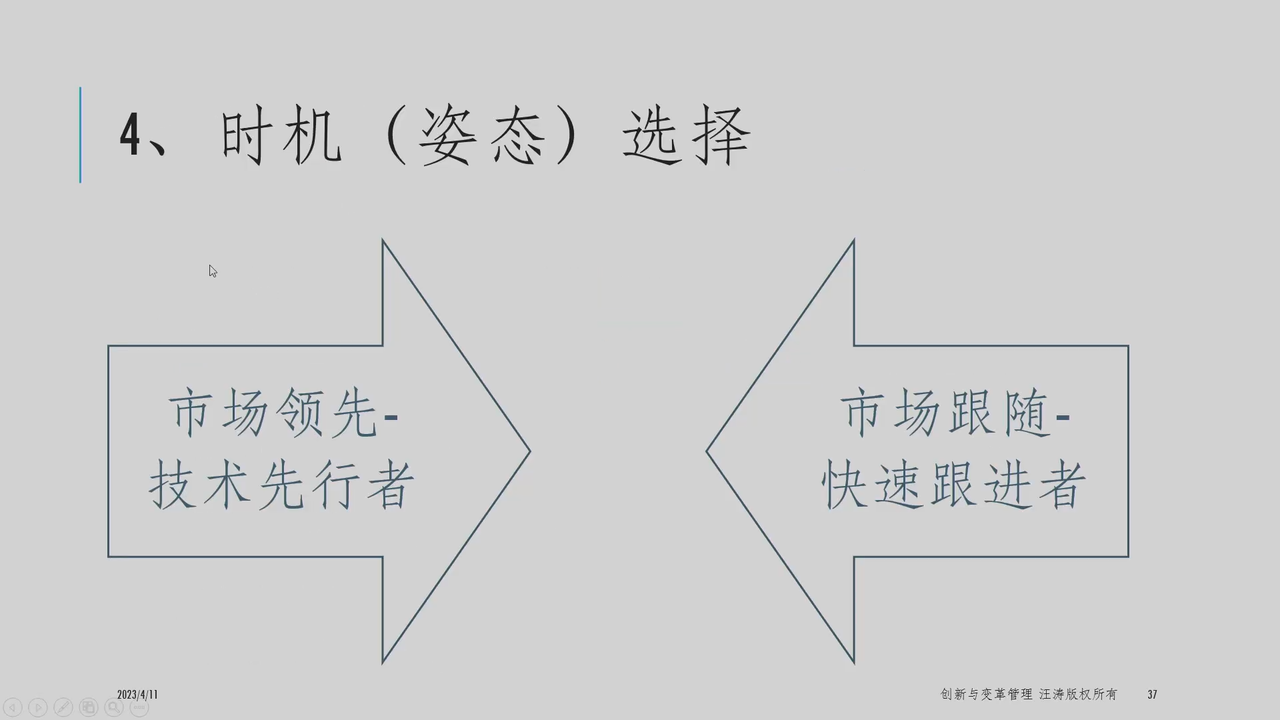 4、时机（姿态）选择
市场领先-
技术先行者
市场跟随-
快速跟进者
2023/4/11
创新与变革管理 汪涛版权所有
37